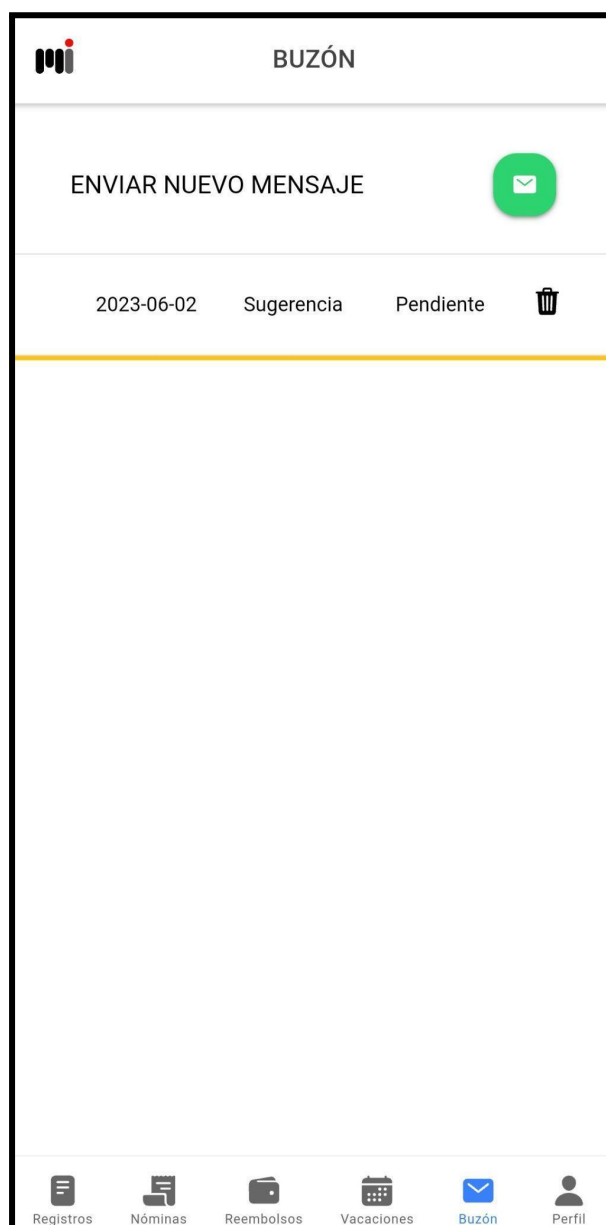 BUZÓN
ENVIAR NUEVO MENSAJE
2023-06-02 Sugerencia Pendiente
Registros Nóminas Reembolsos Vacaciones Buzón Perfil